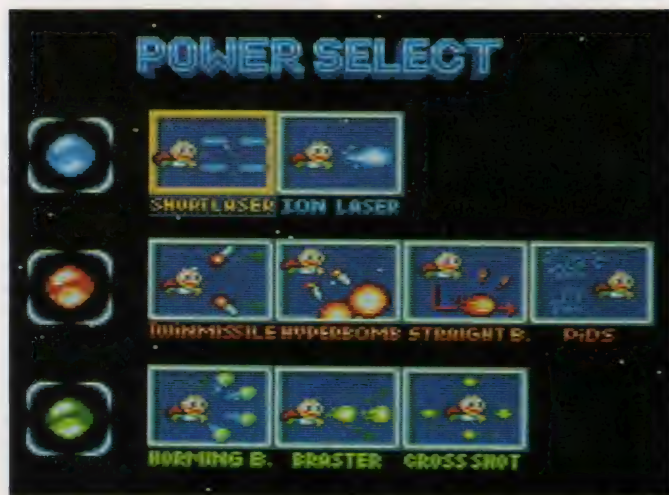 POWER SELECT
SHORTLASER ION LASER
TWINMISSILE HYPERBOMB STRAIGHT B. PiDS
HORMING B. BRASTER CROSS SHOT